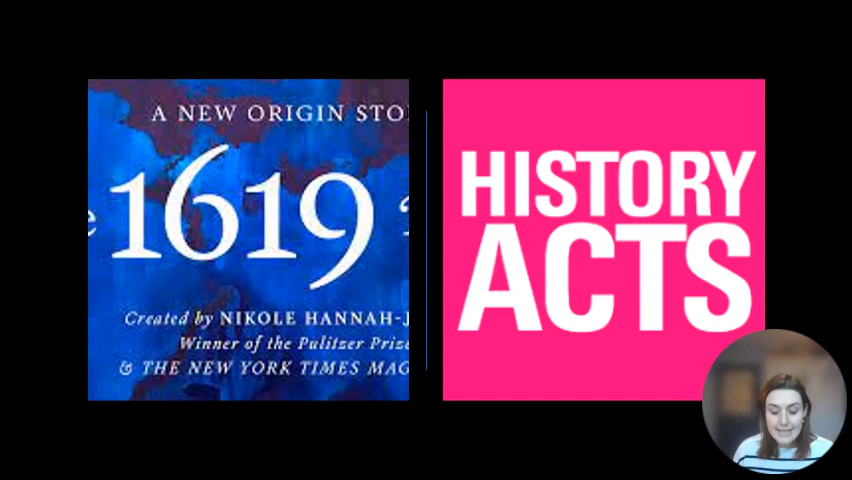 A NEW ORIGIN STO
e 1619
Created by NIKOLE HANNAH-J
Winner of the Pulitzer Prize
& THE NEW YORK TIMES MAG
HISTORY
ACTS